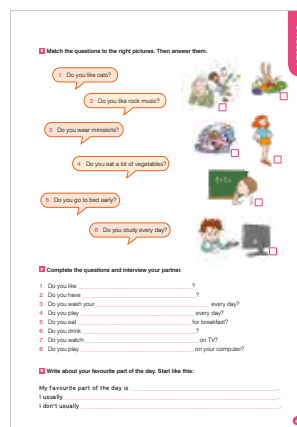 Match the questions to the right pictures. Then answer them.
1 Do you like cats?
2 Do you like rock music?
3 Do you wear miniskirts?
4 Do you eat a lot of vegetables?
5 Do you go to bed early?
6 Do you study every day?
Complete the questions and interview your partner.
1 Do you like ?
2 Do you have ?
3 Do you wash your every day?
4 Do you play every day?
5 Do you eat for breakfast?
6 Do you drink ?
7 Do you watch on TV?
8 Do you play on your computer?
Write about your favourite part of the day. Start like this:
My favourite part of the day is .
I usually .
I don't usually .